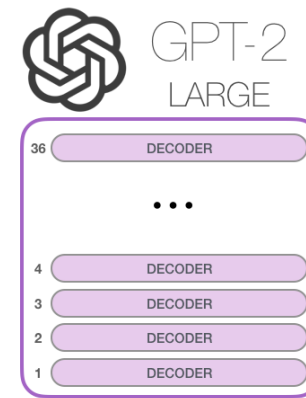 GPT-2
LARGE
36 DECODER
...
4 DECODER
3 DECODER
2 DECODER
1 DECODER